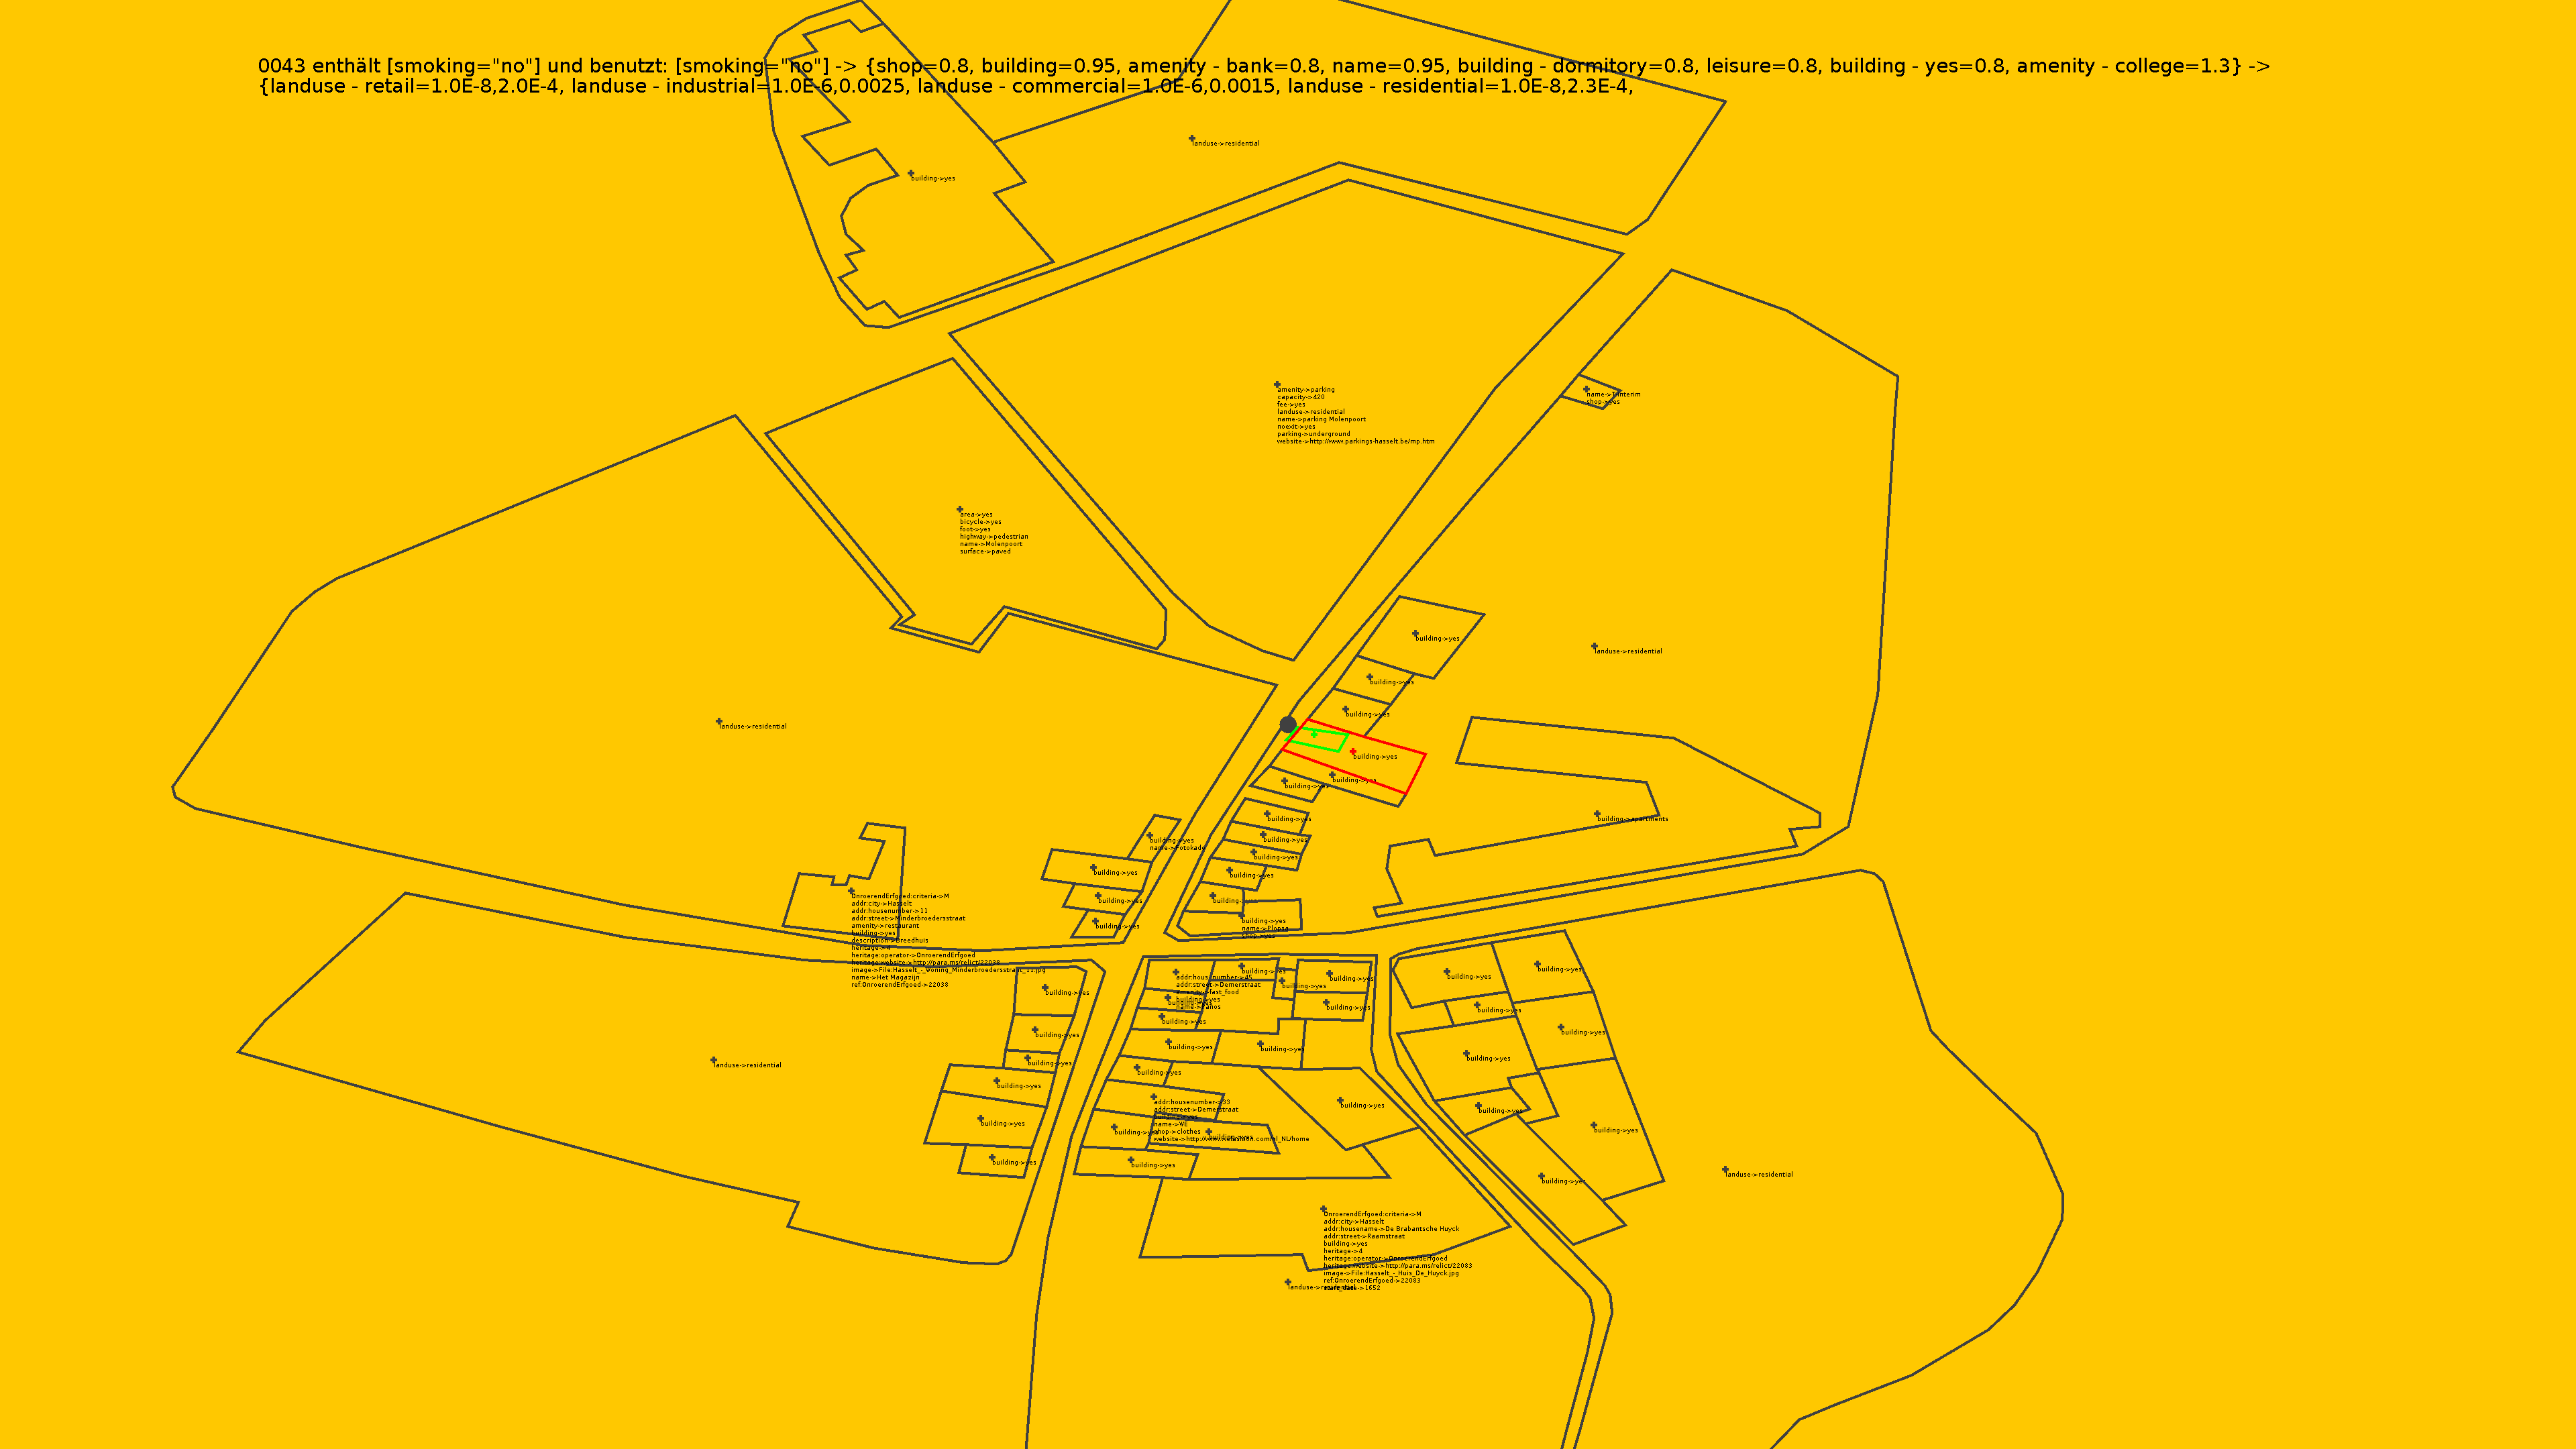 0043 enthält [smoking="no"] und benutzt: [smoking="no"] -> {shop=0.8, building=0.95, amenity - bank=0.8, name=0.95, building - dormitory=0.8, leisure=0.8, building - yes=0.8, amenity - college=1.3} ->
{landuse - retail=1.0E-8,2.0E-4, landuse - industrial=1.0E-6,0.0025, landuse - commercial=1.0E-6,0.0015, landuse - residential=1.0E-8,2.3E-4,
landuse->residential
building->yes
amenity->parking
capacity->420
fee->yes
landuse->residential
name->parking Molenpoort
noexit->yes
parking->underground
website->http://www.parkings-hasselt.be/mp.htm
shop->yes
area->yes
bicycle->yes
foot->yes
highway->pedestrian
name->Molenpoort
surface->paved
building->yes
landuse->residential
building->yes
building->yes
landuse->residential
building->yes
building->yes
building->yes
building->yes
building->apartments
building->yes
building->yes
name->Fotokade
building->yes
building->yes
building->yes
building->yes
building->yes
building->yes
building->yes
name->Plopsa
shop->yes
OnroerendErfgoed:criteria->M
addr:city->Hasselt
addr:housenumber->11
addr:street->Minderbroedersstraat
amenity->restaurant
building->yes
description->Breedhuis
heritage->4
heritage:operator->OnroerendErfgoed
heritage:website->http://para.ms/relict/22038
image->File:Hasselt_-_Woning_Minderbroedersstraat_11.jpg
name->Het Magazijn
ref:OnroerendErfgoed->22038
building->yes
building->yes
addr:housenumber->45
addr:street->Demerstraat
amenity->fast_food
building->yes
name->Panos
building->yes
building->yes
building->yes
building->yes
building->yes
building->yes
building->yes
building->yes
building->yes
building->yes
building->yes
building->yes
building->yes
landuse->residential
building->yes
building->yes
building->yes
addr:housenumber->33
addr:street->Demerstraat
building->yes
name->WE
shop->clothes
building->yes
building->yes
building->yes
building->yes
building->yes
building->yes
building->yes
building->yes
landuse->residential
building->yes
OnroerendErfgoed:criteria->M
addr:city->Hasselt
addr:housename->De Brabantsche Huyck
addr:street->Raamstraat
building->yes
heritage->4
heritage:operator->OnroerendErfgoed
heritage:website->http://para.ms/relict/22083
image->File:Hasselt_-_Huis_De_Huyck.jpg
ref:OnroerendErfgoed->22083